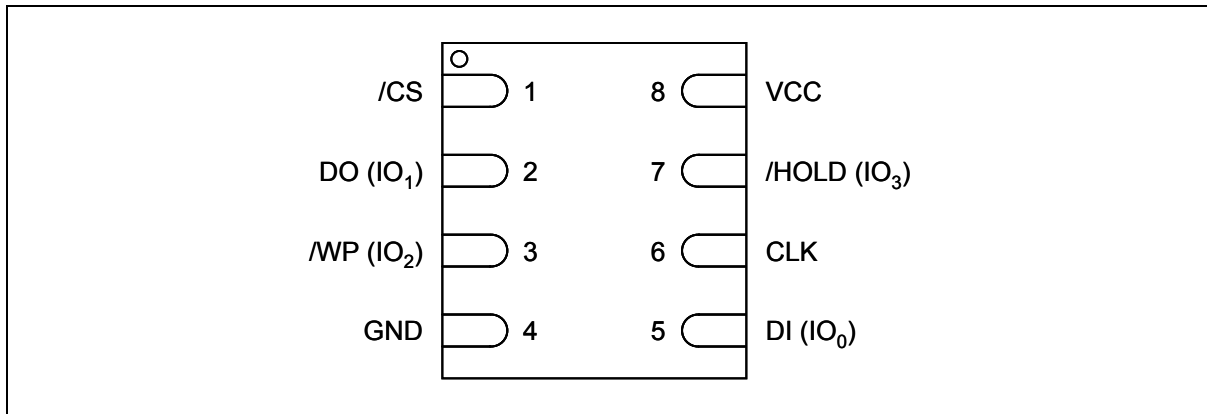 /CS 1 8 VCC
DO (IO₁) 2 7 /HOLD (IO₃)
/WP (IO₂) 3 6 CLK
GND 4 5 DI (IO₀)